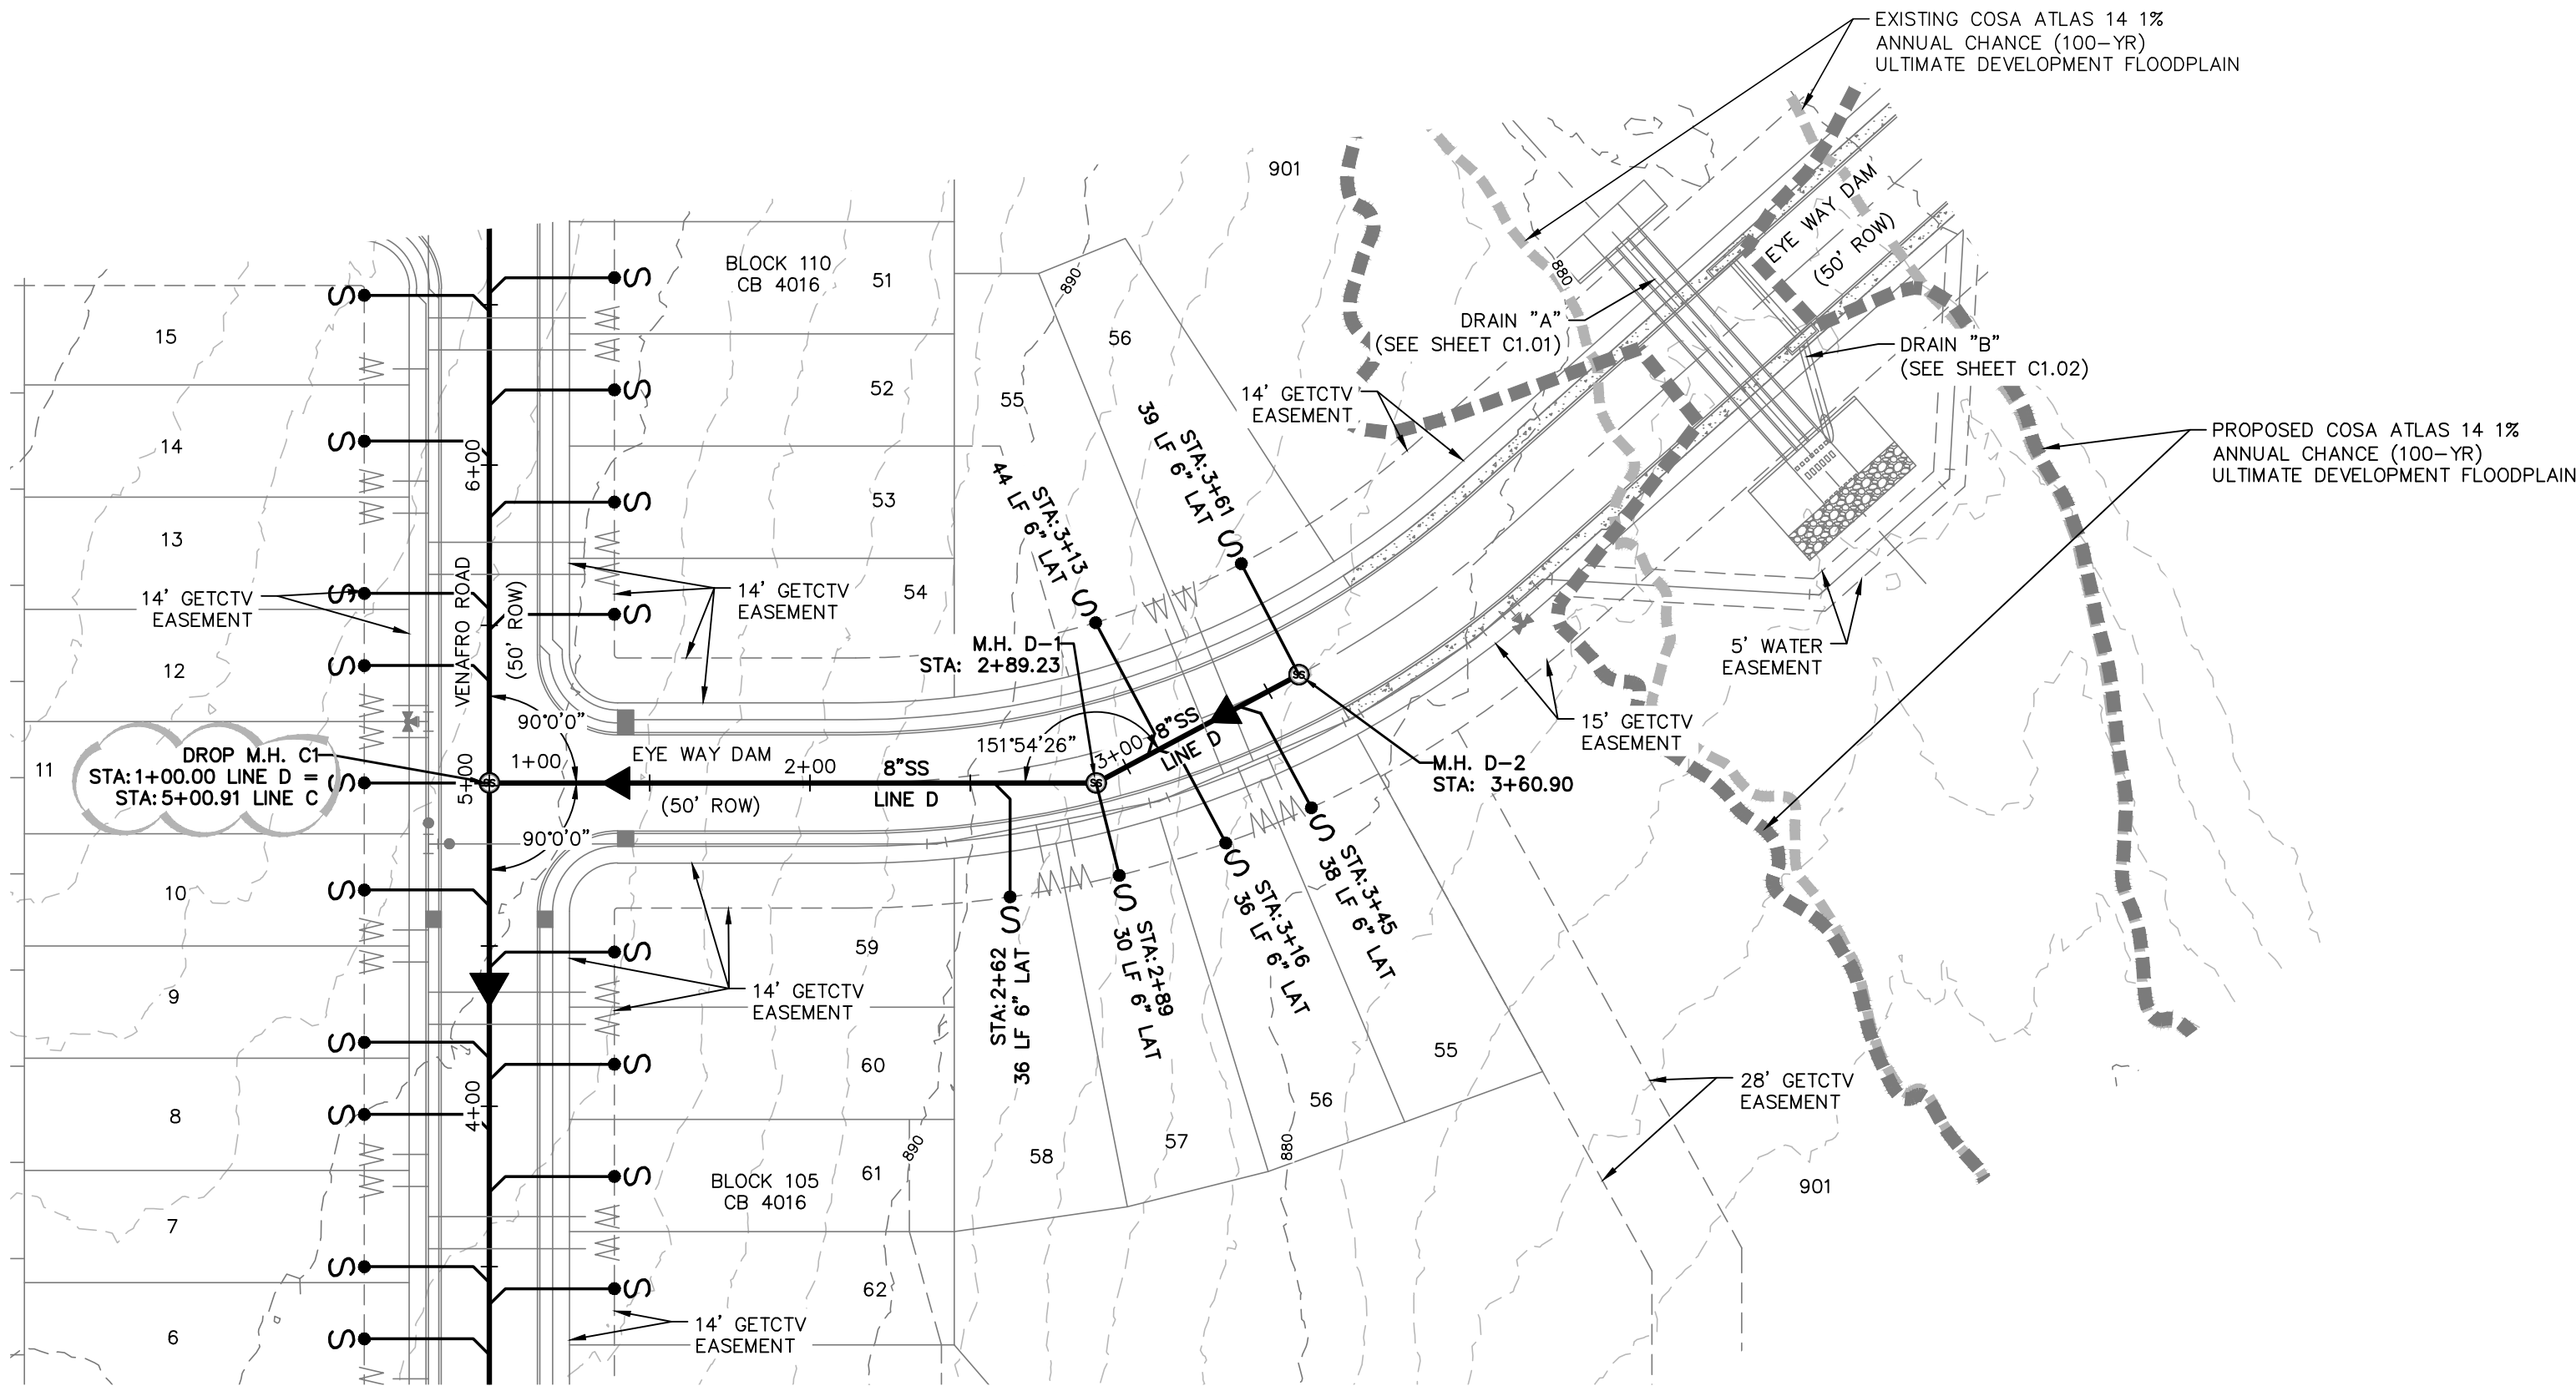 EXISTING COSA ATLAS 14 1%
ANNUAL CHANCE (100-YR)
ULTIMATE DEVELOPMENT FLOODPLAIN
901
EYE WAY DAM
(50' ROW)
BLOCK 110
CB 4016
51
890
880
56
15
DRAIN "A"
(SEE SHEET C1.01)
DRAIN "B"
(SEE SHEET C1.02)
52
55
14' GETCTV
EASEMENT
14
39 LF 6" LAT
STA: 3+61
PROPOSED COSA ATLAS 14 1%
ANNUAL CHANCE (100-YR)
ULTIMATE DEVELOPMENT FLOODPLAIN
6+00
44 LF 6" LAT
STA: 3+13
53
13
S
14' GETCTV
EASEMENT
VENAFRO ROAD
(50' ROW)
14' GETCTV
EASEMENT
54
M.H. D-1
STA: 2+89.23
5' WATER
EASEMENT
12
90°0'0"
15' GETCTV
EASEMENT
DROP M.H. C1
STA:1+00.00 LINE D =
STA:5+00.91 LINE C
11
5+00
1+00
EYE WAY DAM
(50' ROW)
2+00
8"SS
LINE D
151°54'26"
3+00
8"SS
LINE D
SS
M.H. D-2
STA: 3+60.90
90°0'0"
10
59
STA:2+62
36 LF 6" LAT
STA:2+89
30 LF 6" LAT
STA:3+16
36 LF 6" LAT
STA:3+45
38 LF 6" LAT
14' GETCTV
EASEMENT
9
60
55
28' GETCTV
EASEMENT
4+00
8
56
57
58
890
880
BLOCK 105
CB 4016
61
901
7
62
14' GETCTV
EASEMENT
6